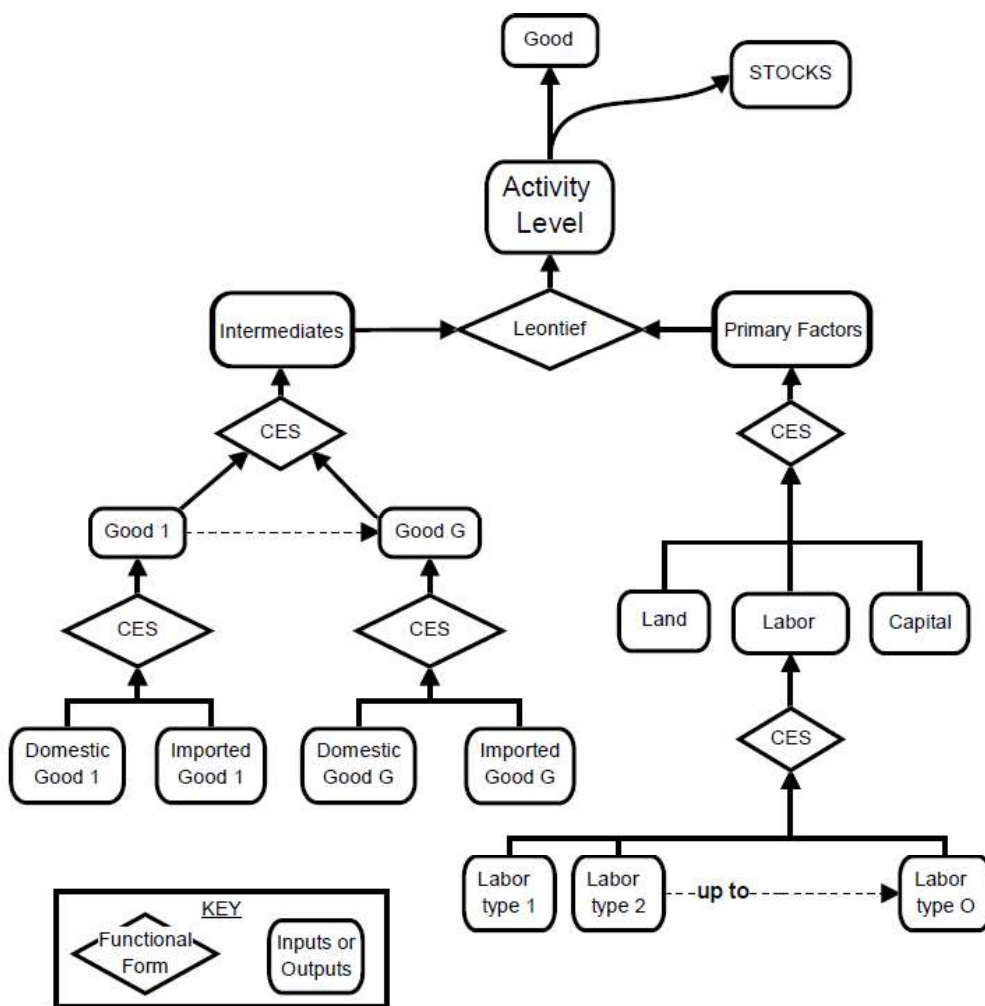 Good
STOCKS
Activity
Level
Intermediates
Leontief
Primary Factors
CES
CES
Good 1
Good G
CES
CES
Land
Labor
Capital
Domestic
Good 1
Imported
Good 1
Domestic
Good G
Imported
Good G
CES
Labor
type 1
Labor
type 2
up to
Labor
type O
KEY
Functional
Form
Inputs or
Outputs